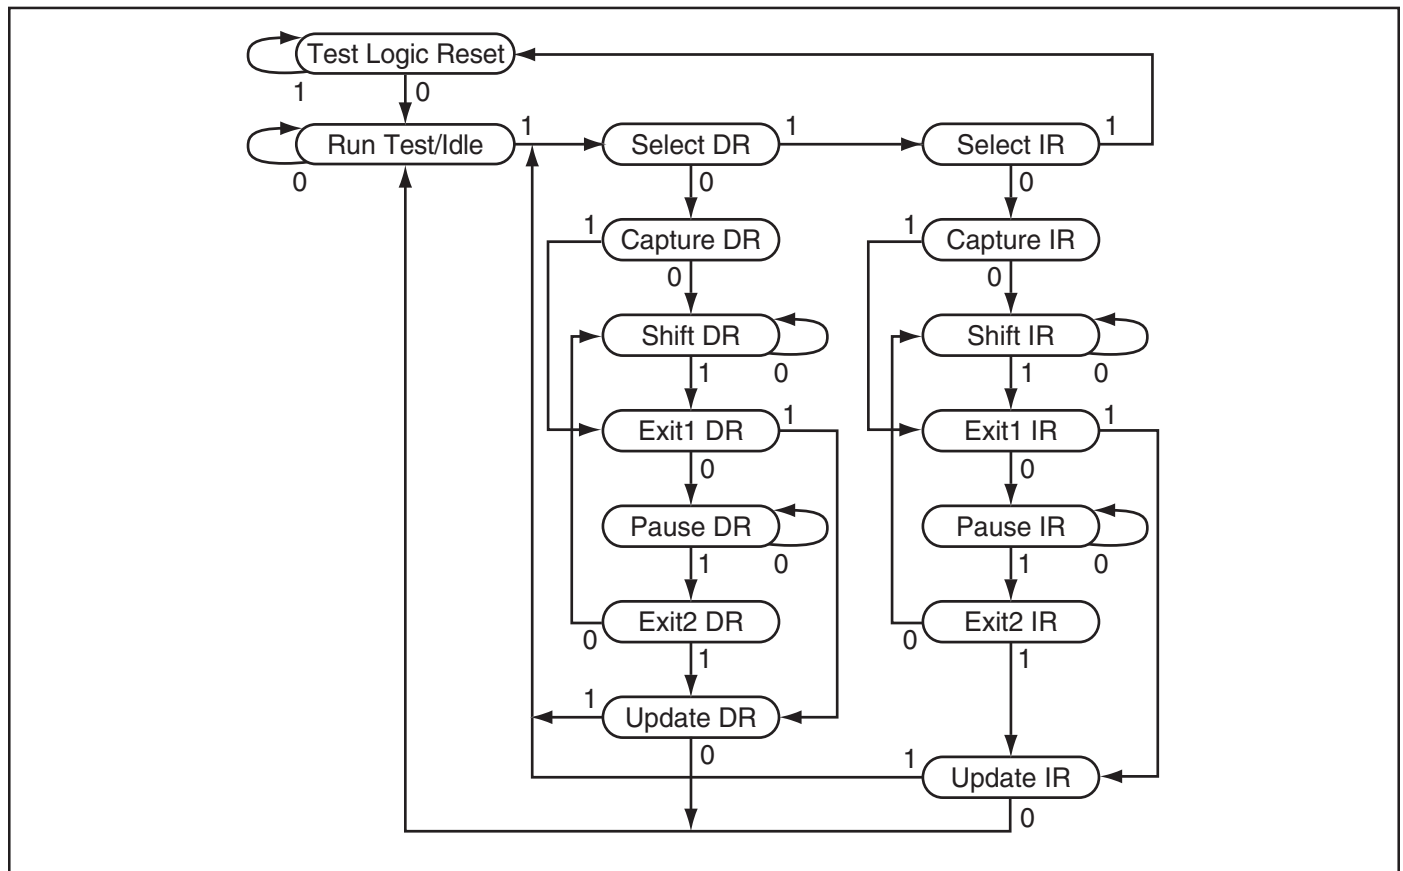 Test Logic Reset
1 0
Run Test/Idle 1 Select DR 1 Select IR 1
0 0 0
1 Capture DR 1 Capture IR
0 0
Shift DR Shift IR
1 0 1 0
Exit1 DR 1 Exit1 IR 1
0 0
Pause DR Pause IR
1 0 1 0
Exit2 DR Exit2 IR
0 1 0 1
1 Update DR
0 1 Update IR
0